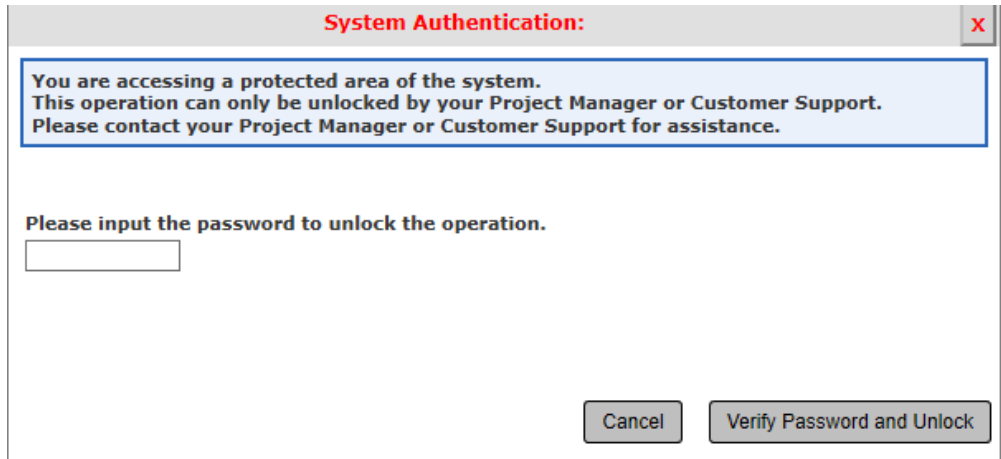 System Authentication:
X
You are accessing a protected area of the system.
This operation can only be unlocked by your Project Manager or Customer Support.
Please contact your Project Manager or Customer Support for assistance.
Please input the password to unlock the operation.
Cancel
Verify Password and Unlock